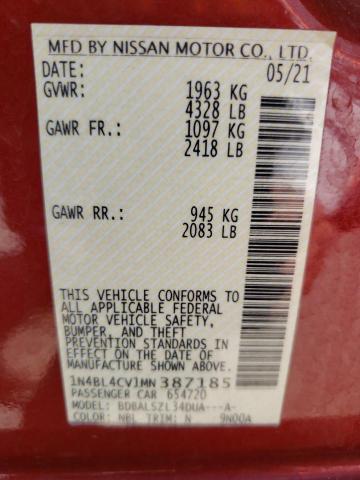 MFD BY NISSAN MOTOR CO., LTD.
DATE: 05/21
GVWR: 1963 KG
4328 LB
GAWR FR.: 1097 KG
2418 LB
GAWR RR.: 945 KG
2083 LB
THIS VEHICLE CONFORMS TO
ALL APPLICABLE FEDERAL
MOTOR VEHICLE SAFETY,
BUMPER, AND THEFT
PREVENTION STANDARDS IN
EFFECT ON THE DATE OF
MANUFACTURE SHOWN ABOVE.
1N4BL4CV1MN387185
PASSENGER CAR 654720
MODEL: BDBALSZL34DUA---A-
COLOR: NBL TRIM: N 9N00A